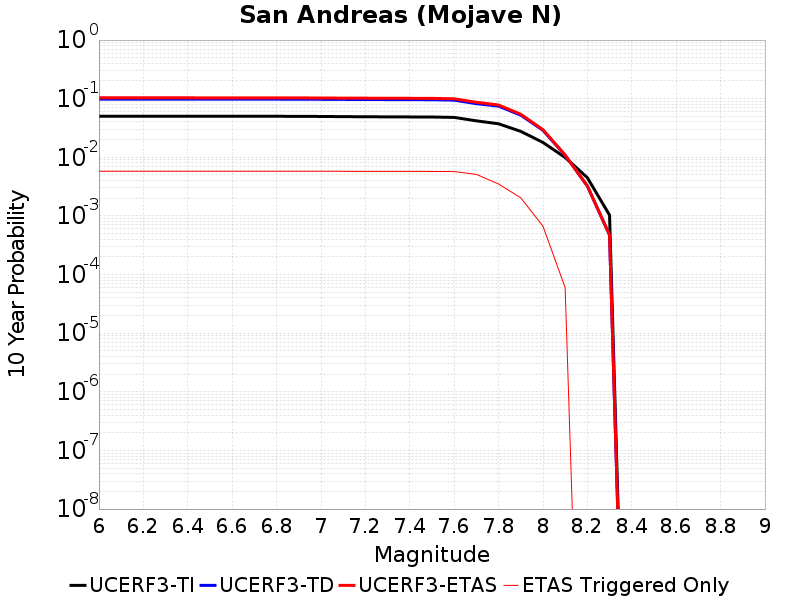 San Andreas (Mojave N)
10 Year Probability
10^0
10^-1
10^-2
10^-3
10^-4
10^-5
10^-6
10^-7
10^-8
6 6.2 6.4 6.6 6.8 7 7.2 7.4 7.6 7.8 8 8.2 8.4 8.6 8.8 9
Magnitude
UCERF3-TI UCERF3-TD UCERF3-ETAS ETAS Triggered Only